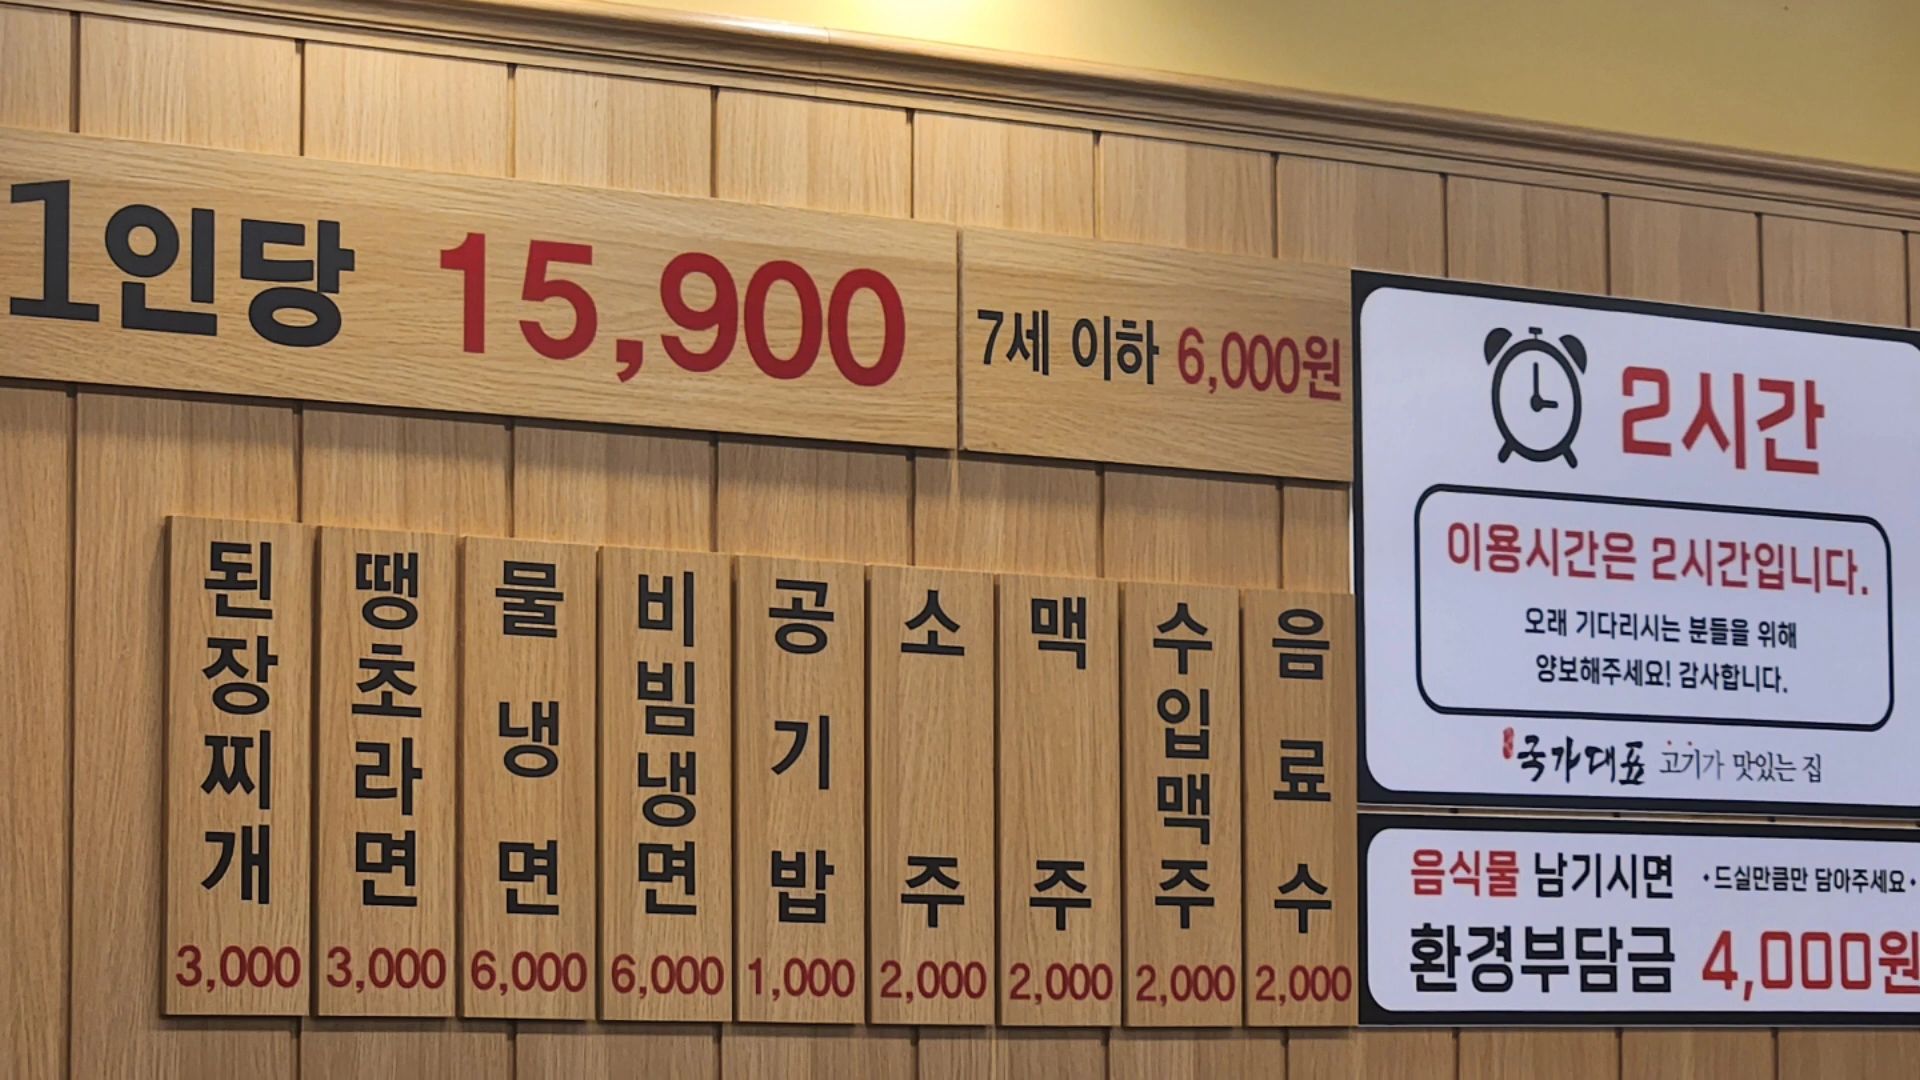 1인당 15,900
7세 이하 6,000원
된장찌개 3,000
땡초라면 3,000
물냉면 6,000
비빔냉면 6,000
공기밥 1,000
소주 2,000
맥주 2,000
수입맥주 2,000
음료수 2,000
2시간
이용시간은 2시간입니다.
오래 기다리시는 분들을 위해
양보해주세요! 감사합니다.
국가대표 고기가 맛있는 집
음식물 남기시면 ·드실만큼만 담아주세요·
환경부담금 4,000원